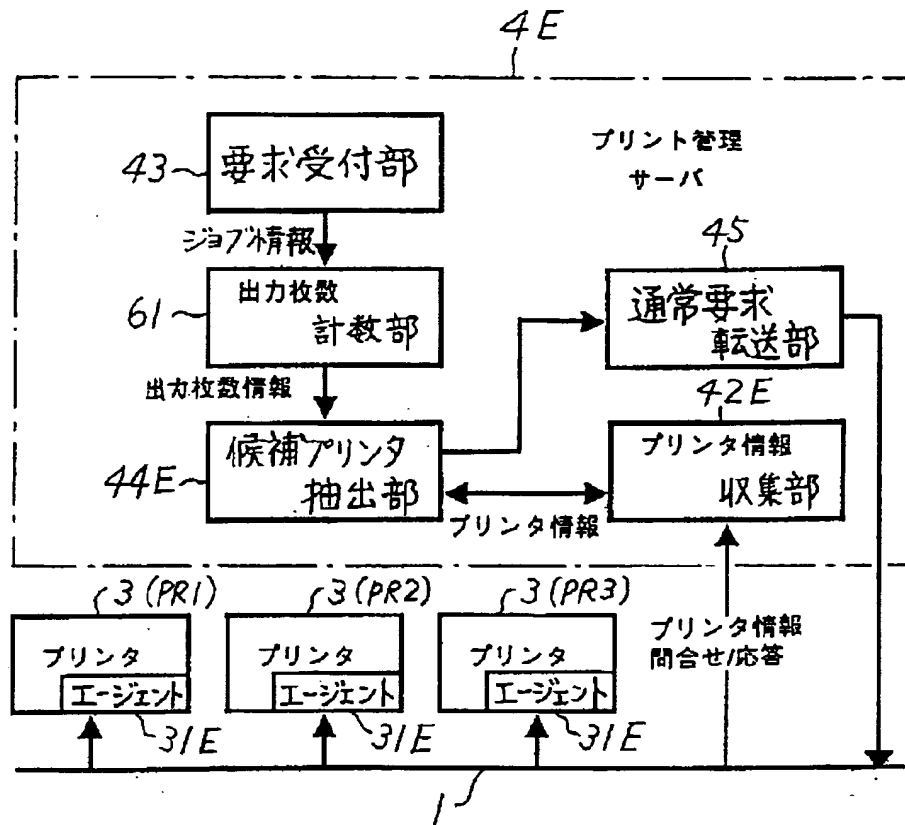 4E
プリント管理
サーバ
43
要求受付部
ジョブ情報
61
出力枚数
計数部
出力枚数情報
44E
候補プリンタ
抽出部
45
通常要求
転送部
42E
プリンタ情報
収集部
プリンタ情報
3(PR1)
プリンタ
エージェント
31E
3(PR2)
プリンタ
エージェント
31E
3(PR3)
プリンタ
エージェント
31E
プリンタ情報
問合せ/応答
1